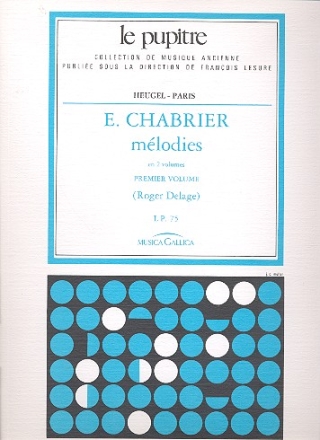 le pupitre
COLLECTION DE MUSIQUE ANCIENNE
PUBLIÉE SOUS LA DIRECTION DE FRANÇOIS LESURE
HEUGEL - PARIS
E. CHABRIER
mélodies
en 2 volumes
PREMIER VOLUME
(Roger Delage)
L.P. 75
MUSICA GALLICA